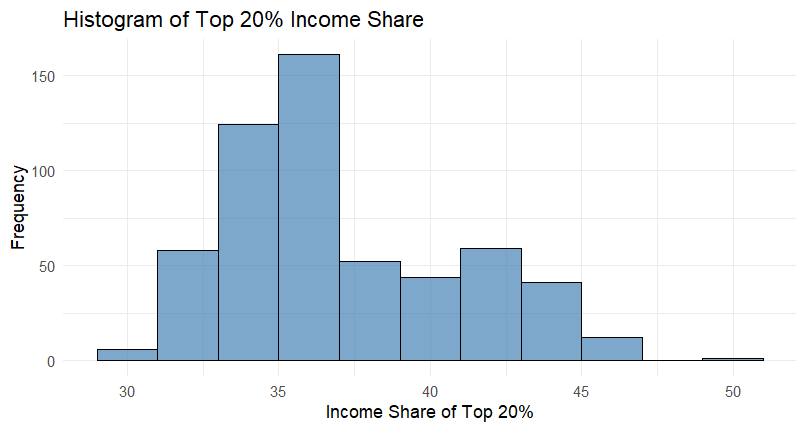 Histogram of Top 20% Income Share
Frequency
150
100
50
0
30 35 40 45 50
Income Share of Top 20%